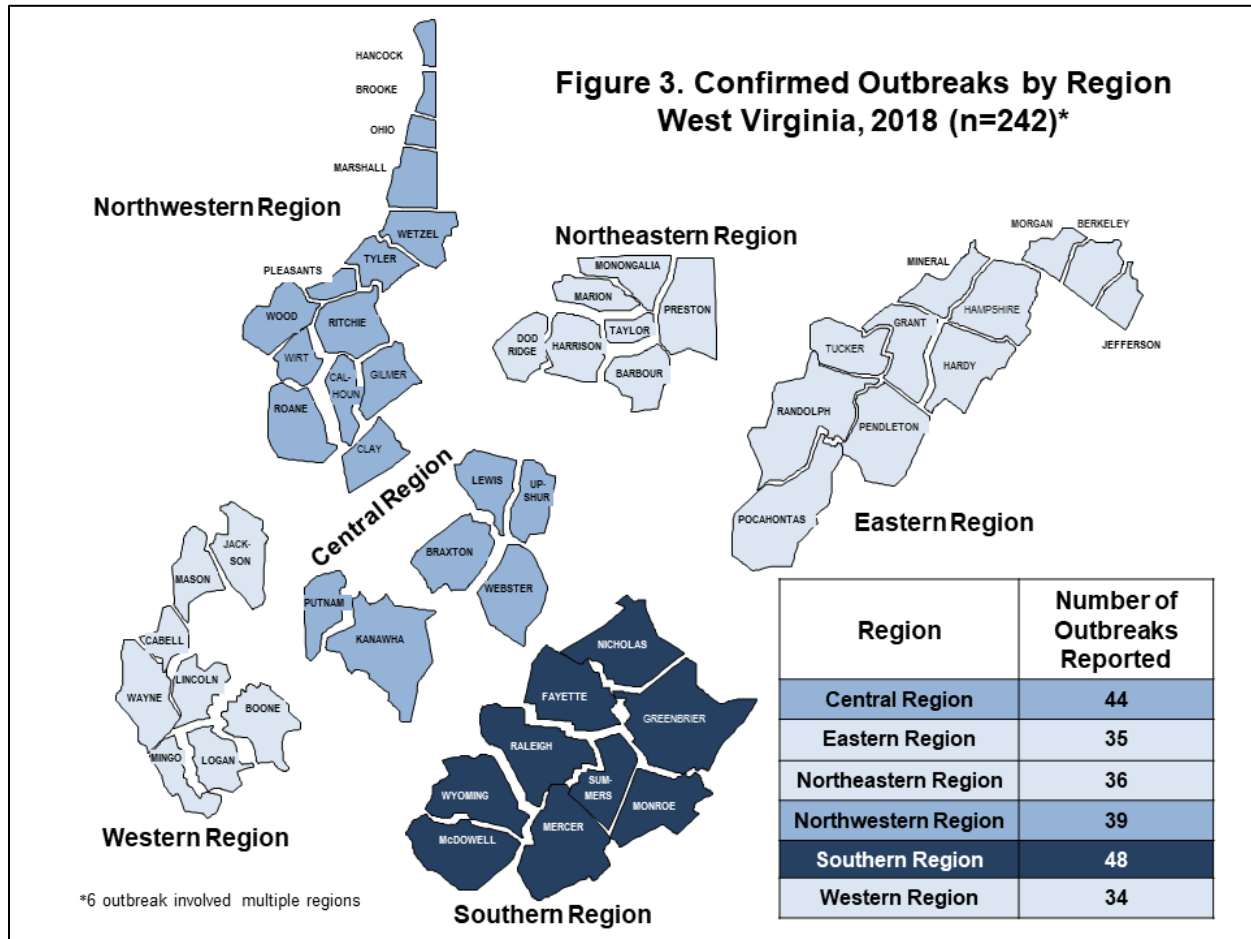 Figure 3. Confirmed Outbreaks by Region
West Virginia, 2018 (n=242)*
HANCOCK
BROOKE
OHIO
MARSHALL
Northwestern Region
WETZEL
TYLER
PLEASANTS
WOOD
RITCHIE
WIRT
CAL-
HOUN
GILMER
ROANE
CLAY
Northeastern Region
MONONGALIA
MARION
PRESTON
TAYLOR
DOD
RIDGE
HARRISON
BARBOUR
MORGAN
BERKELEY
MINERAL
HAMPSHIRE
GRANT
JEFFERSON
TUCKER
HARDY
RANDOLPH
PENDLETON
POCAHONTAS
Eastern Region
Central Region
LEWIS
UP-
SHUR
BRAXTON
WEBSTER
PUTNAM
KANAWHA
JACK-
SON
MASON
CABELL
LINCOLN
WAYNE
BOONE
MINGO
LOGAN
Western Region
NICHOLAS
FAYETTE
GREENBRIER
RALEIGH
SUM-
MERS
WYOMING
MONROE
MERCER
McDOWELL
Southern Region
Region
Number of
Outbreaks
Reported
Central Region 44
Eastern Region 35
Northeastern Region 36
Northwestern Region 39
Southern Region 48
Western Region 34
*6 outbreak involved multiple regions